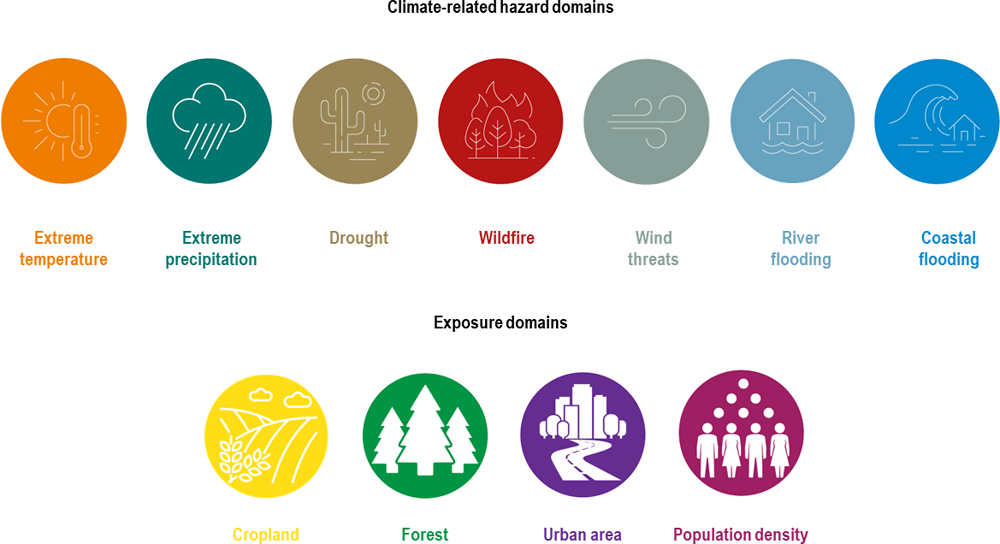 Climate-related hazard domains
Extreme
temperature
Extreme
precipitation
Drought
Wildfire
Wind
threats
River
flooding
Coastal
flooding
Exposure domains
Cropland
Forest
Urban area
Population density